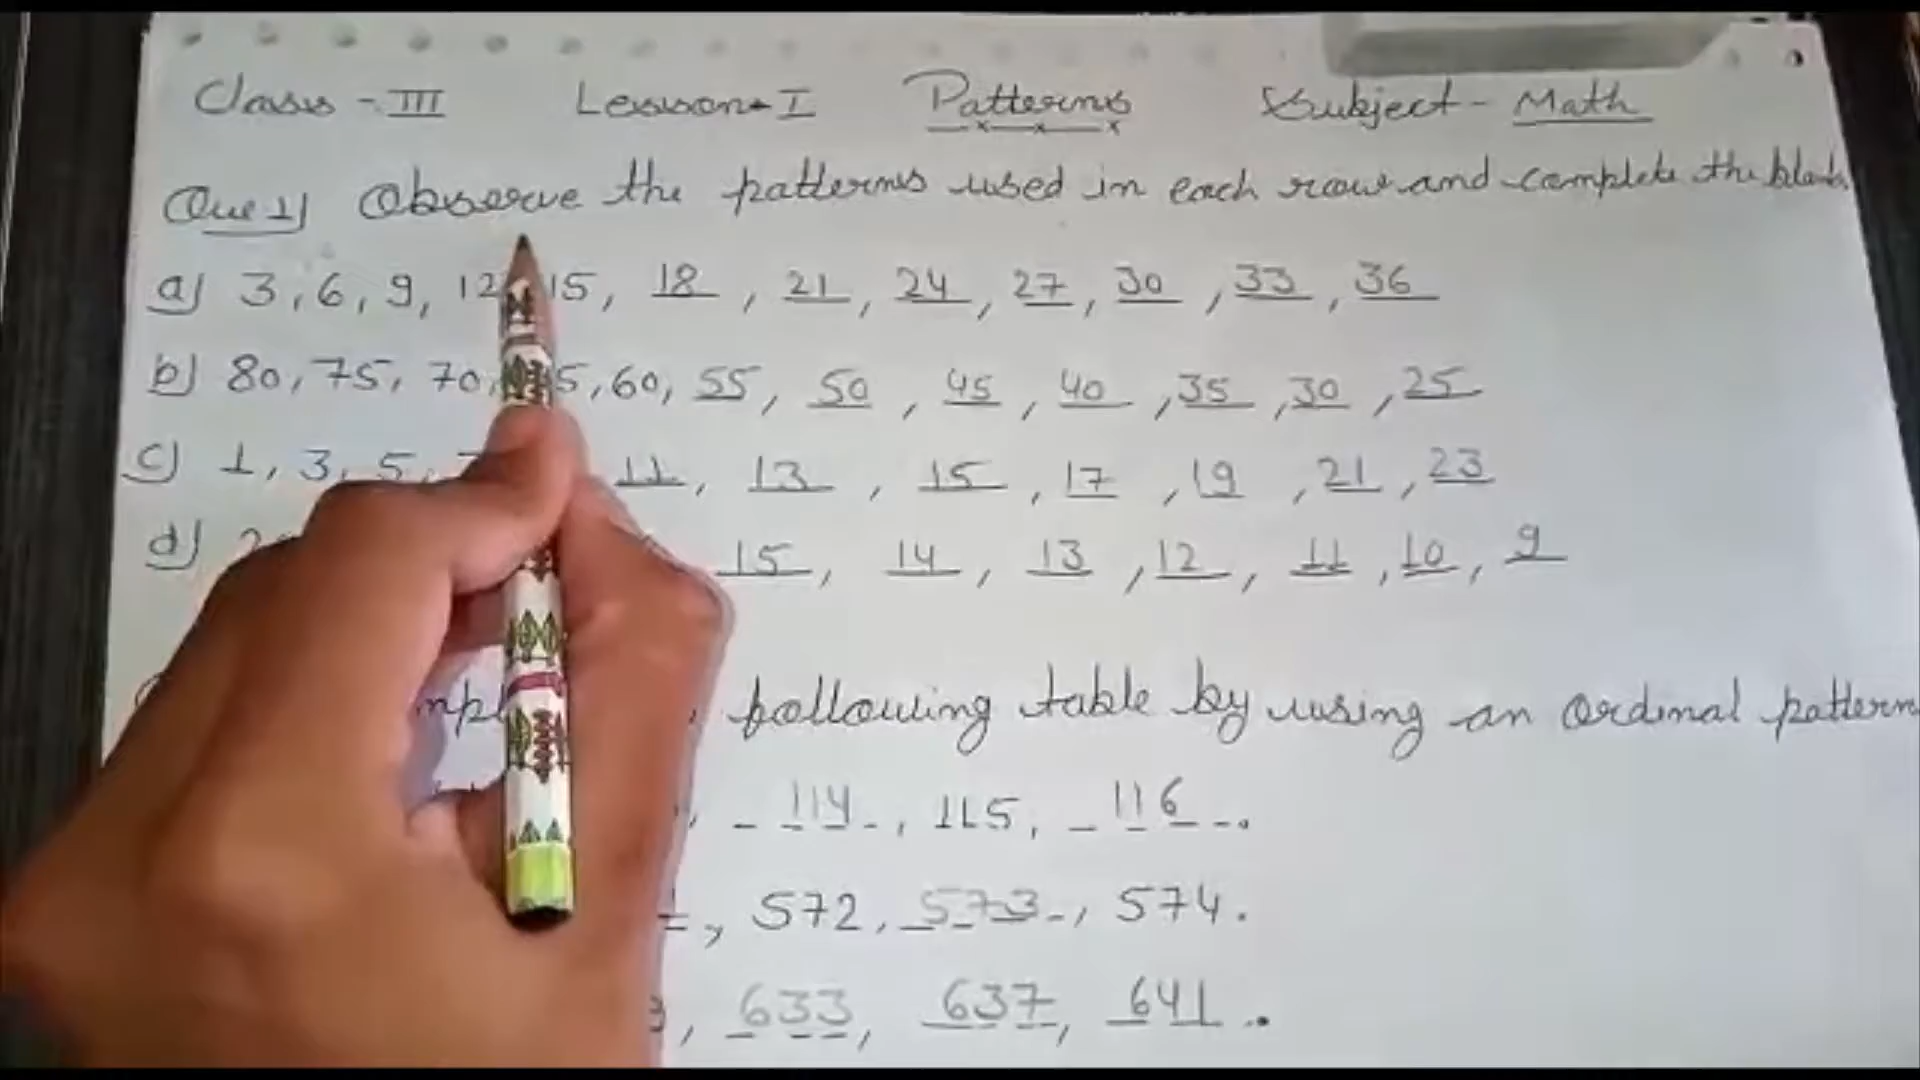 Class - III Lesson - I Patterns Subject - Math
Que 1) Observe the patterns used in each row and complete the blank
a) 3, 6, 9, 12 15, 18, 21, 24, 27, 30, 33, 36
b) 80, 75, 70, 5, 60, 55, 50, 45, 40, 35, 30, 25
c) 1, 3, 5, 11, 13, 15, 17, 19, 21, 23
d) 15, 14, 13, 12, 11, 10, 9
following table by using an ordinal pattern
114, 115, 116.
572, 573, 574.
633, 637, 641.